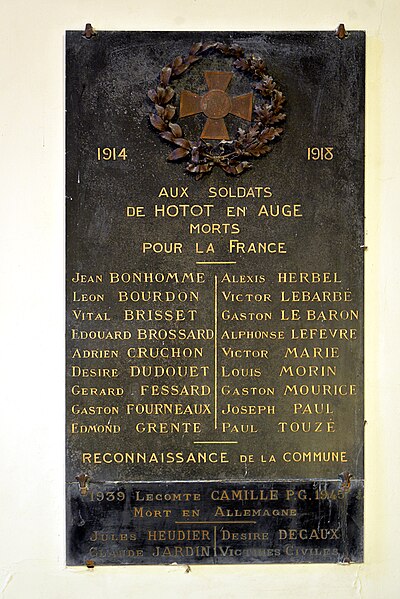 1914 1918
AUX SOLDATS
DE HOTOT EN AUGE
MORTS
POUR LA FRANCE
JEAN BONHOMME
LEON BOURDON
VITAL BRISSET
EDOUARD BROSSARD
ADRIEN CRUCHON
DESIRE DUDOUET
GERARD FESSARD
GASTON FOURNEAUX
EDMOND GRENTE
ALEXIS HERBEL
VICTOR LEBARBÉ
GASTON LE BARON
ALPHONSE LEFEVRE
VICTOR MARIE
LOUIS MORIN
GASTON MOURICE
JOSEPH PAUL
PAUL TOUZÉ
RECONNAISSANCE DE LA COMMUNE
1939 LECOMTE CAMILLE P.G. 1945
MORT EN ALLEMAGNE
JULES HEUDIER
CLAUDE JARDIN
DESIRE DECAUX
VICTIMES CIVILES